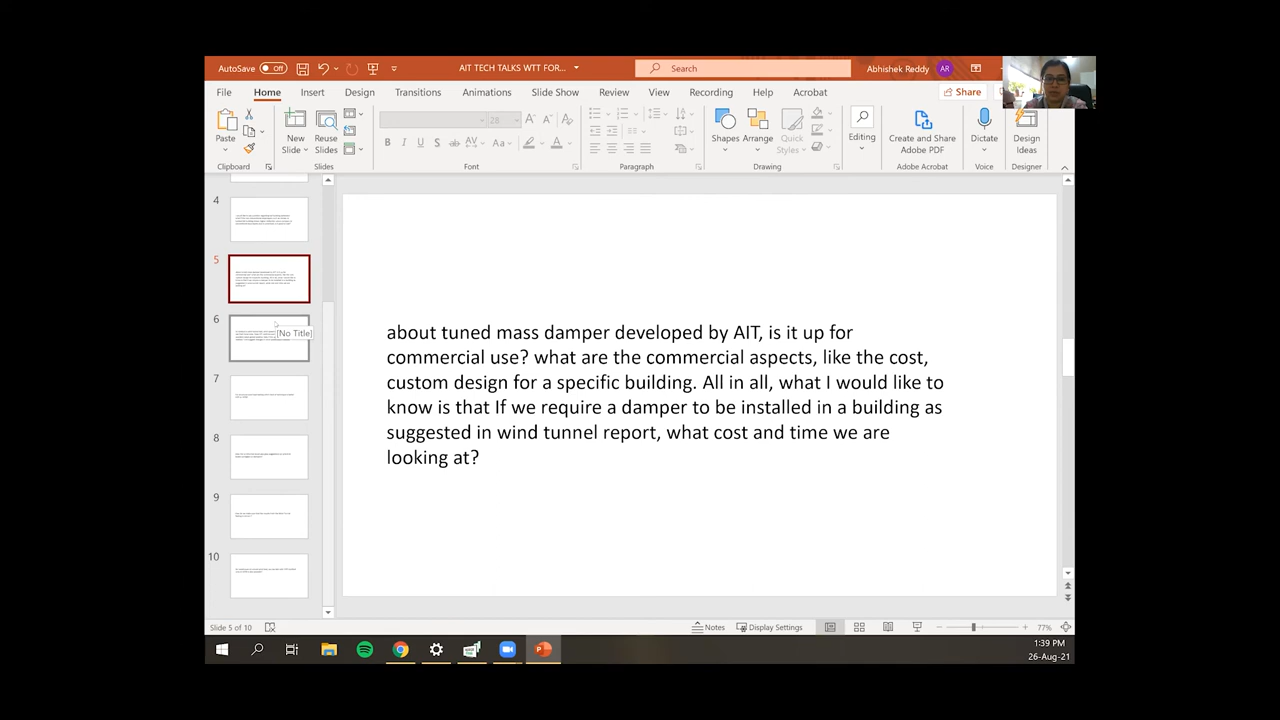 AutoSave Off
AIT TECH TALKS WTT FOR...
Search
Abhishek Reddy AR
File Home Insert Design Transitions Animations Slide Show Review View Recording Help Acrobat Share
Paste New Slide Reuse Slides 28 Shapes Arrange Quick Styles Editing Create and Share Adobe PDF Dictate Design Ideas
B I U S AV Aa A
Clipboard Slides Font Paragraph Drawing Adobe Acrobat Voice Designer
4
5
6
[No Title]
7
8
9
10
about tuned mass damper developed by AIT, is it up for
commercial use? what are the commercial aspects, like the cost,
custom design for a specific building. All in all, what I would like to
know is that If we require a damper to be installed in a building as
suggested in wind tunnel report, what cost and time we are
looking at?
Slide 5 of 10 Notes Display Settings 77%
1:39 PM
26-Aug-21